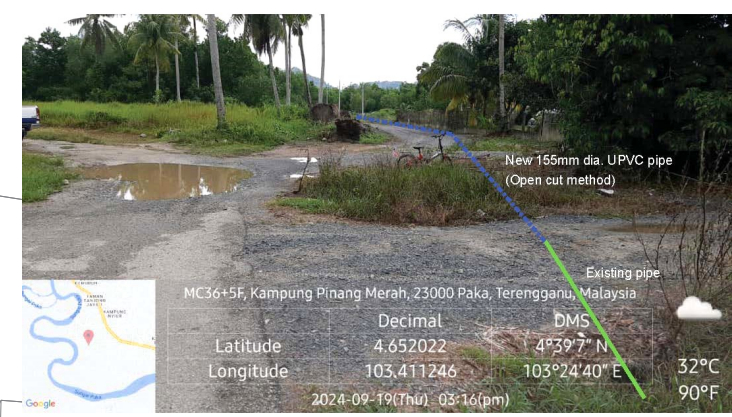 New 155mm dia. UPVC pipe
(Open cut method)
Existing pipe
MC36+5F, Kampung Pinang Merah, 23000 Paka, Terengganu, Malaysia
Decimal DMS
Latitude 4.652022 4°39'7" N
Longitude 103.411246 103°24'40" E
2024-09-19(Thu) 03:16(pm)
32°C
90°F
KAMPUNG
Google